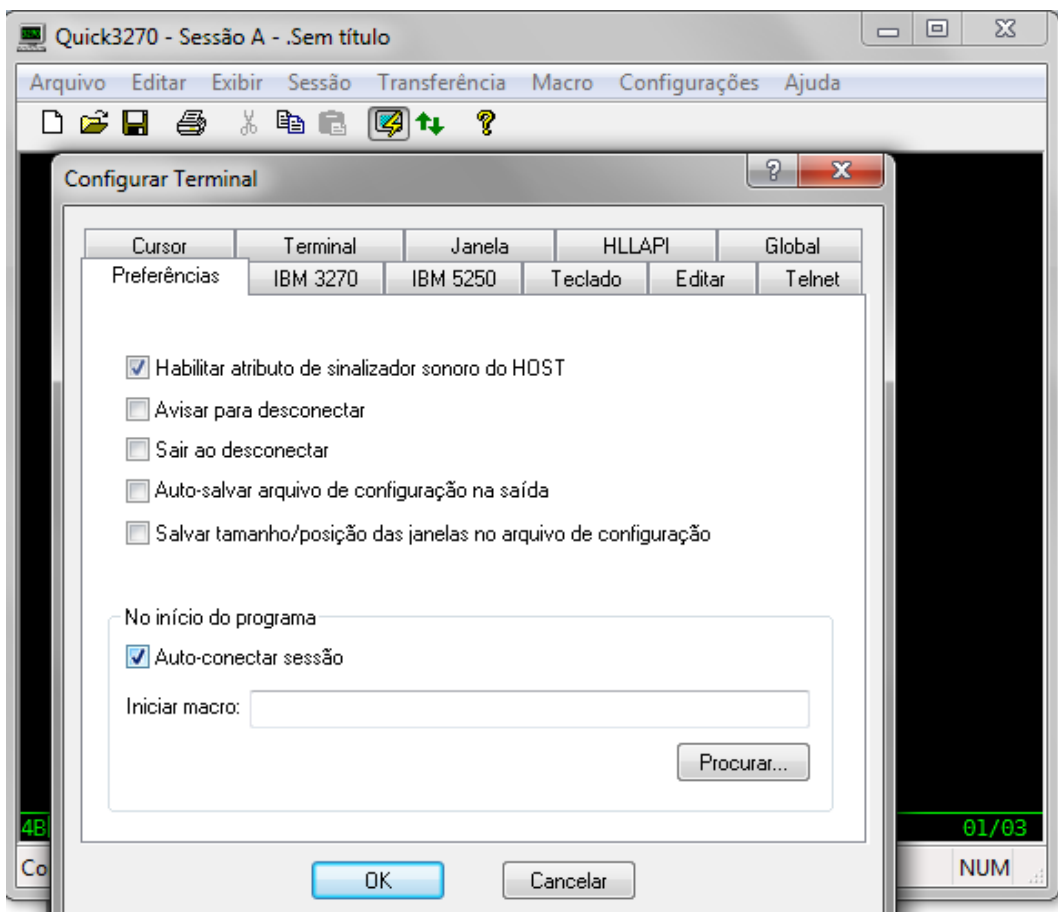 Quick3270 - Sessão A - .Sem título
Arquivo Editar Exibir Sessão Transferência Macro Configurações Ajuda
Configurar Terminal
Cursor Terminal Janela HLLAPI Global
Preferências IBM 3270 IBM 5250 Teclado Editar Telnet
Habilitar atributo de sinalizador sonoro do HOST
Avisar para desconectar
Sair ao desconectar
Auto-salvar arquivo de configuração na saída
Salvar tamanho/posição das janelas no arquivo de configuração
No início do programa
Auto-conectar sessão
Iniciar macro:
Procurar...
4B 01/03
Co NUM
OK Cancelar